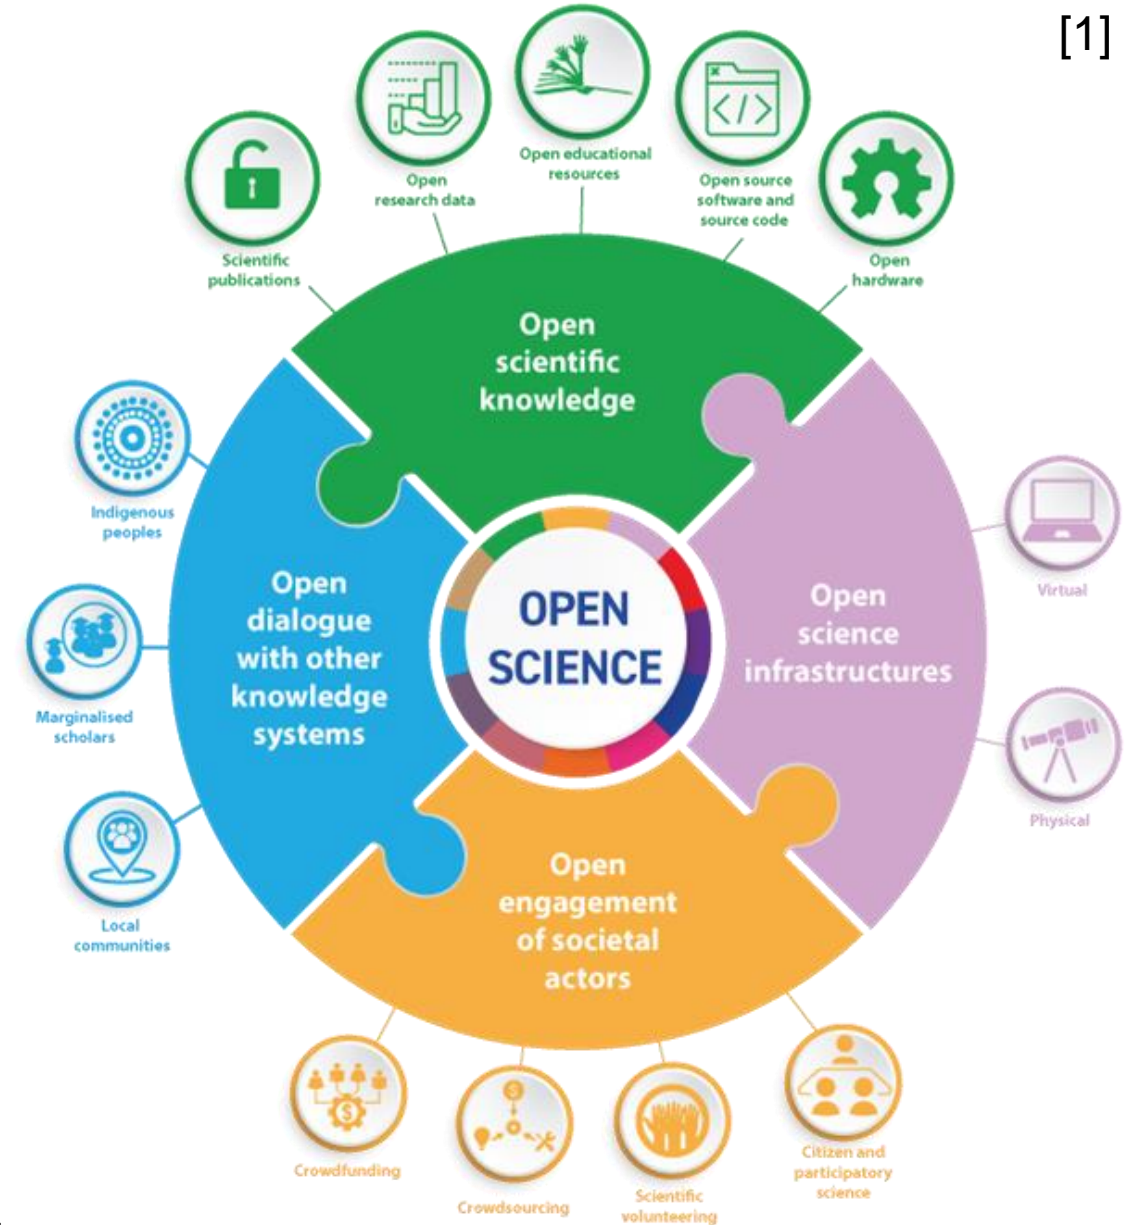 [1]
Scientific
publications
Open
research data
Open educational
resources
Open source
software and
source code
Open
hardware
Open
scientific
knowledge
Indigenous
peoples
Marginalised
scholars
Local
communities
Open
dialogue
with other
knowledge
systems
OPEN
SCIENCE
Open
science
infrastructures
Virtual
Physical
Open
engagement
of societal
actors
Crowdfunding
Crowdsourcing
Scientific
volunteering
Citizen and
participatory
science